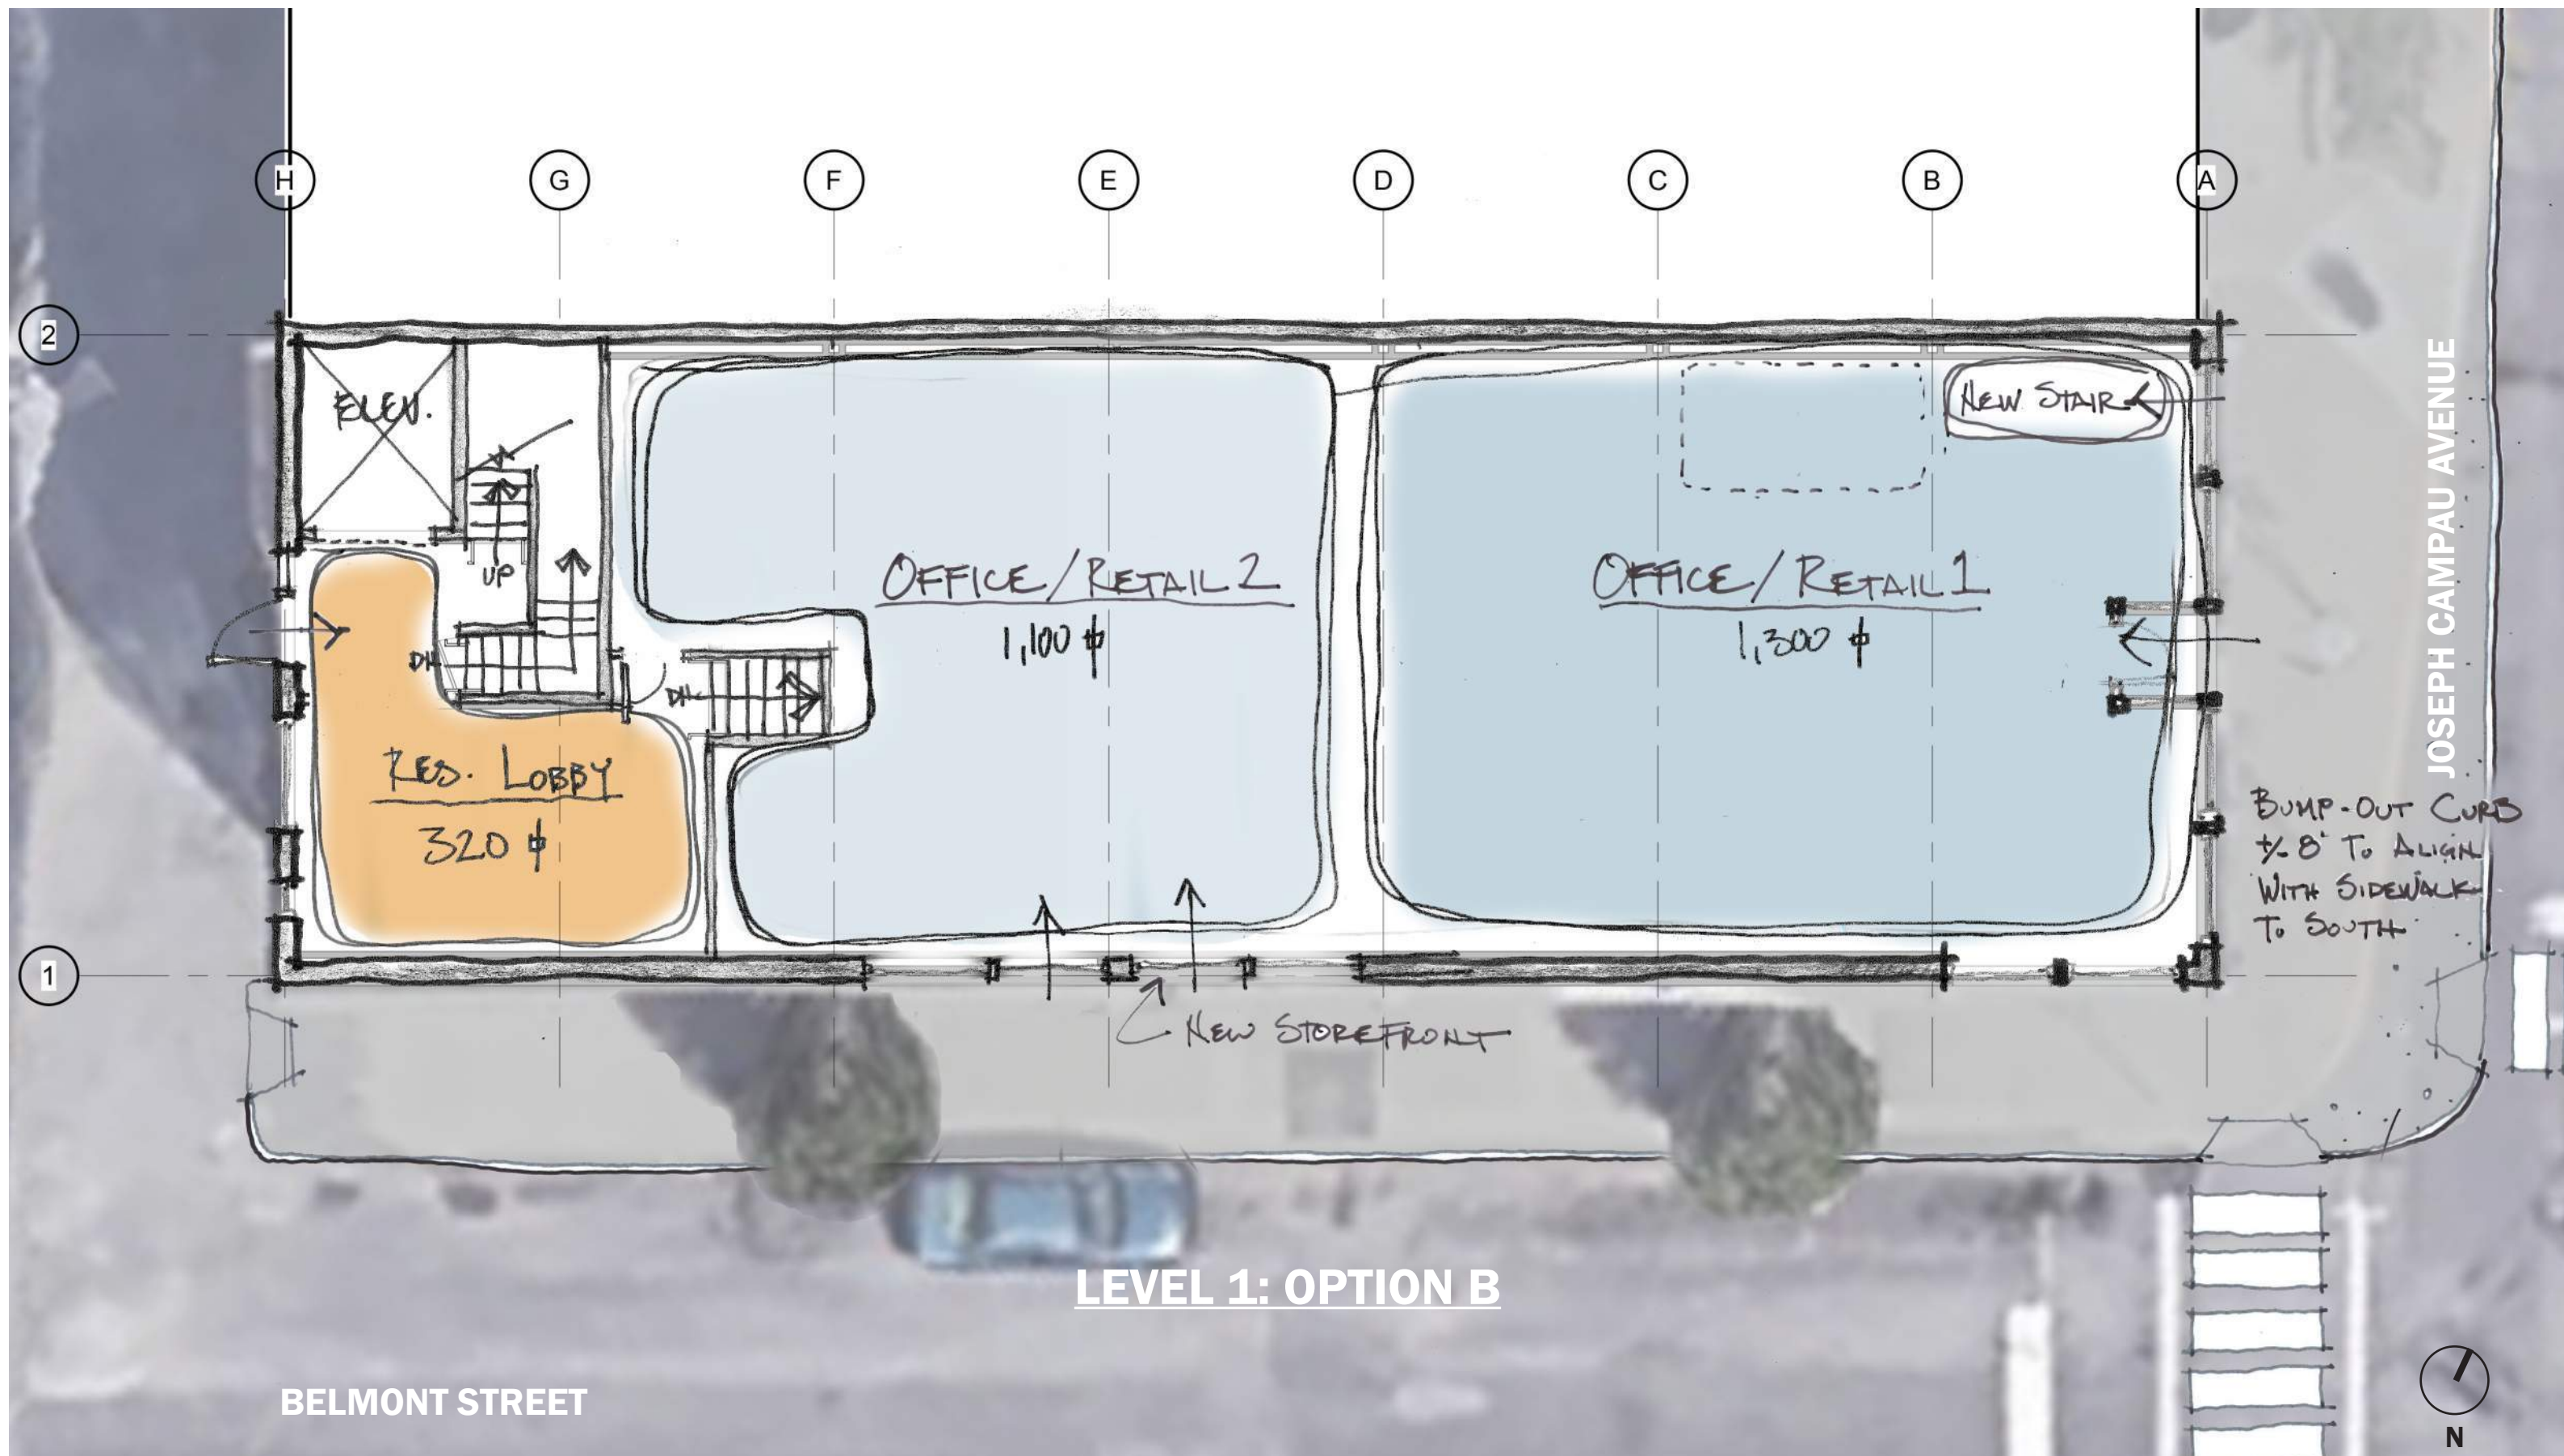 H G F E D C B A
2
ELEV.
NEW STAIR
UP
OFFICE/RETAIL 2
1,100 ⏀
OFFICE/RETAIL 1
1,300 ⏀
DN
DN
RES. LOBBY
320 ⏀
JOSEPH CAMPAU AVENUE
BUMP-OUT CURB
+/- 8' TO ALIGN
WITH SIDEWALK
TO SOUTH
1
NEW STOREFRONT
LEVEL 1: OPTION B
BELMONT STREET
N